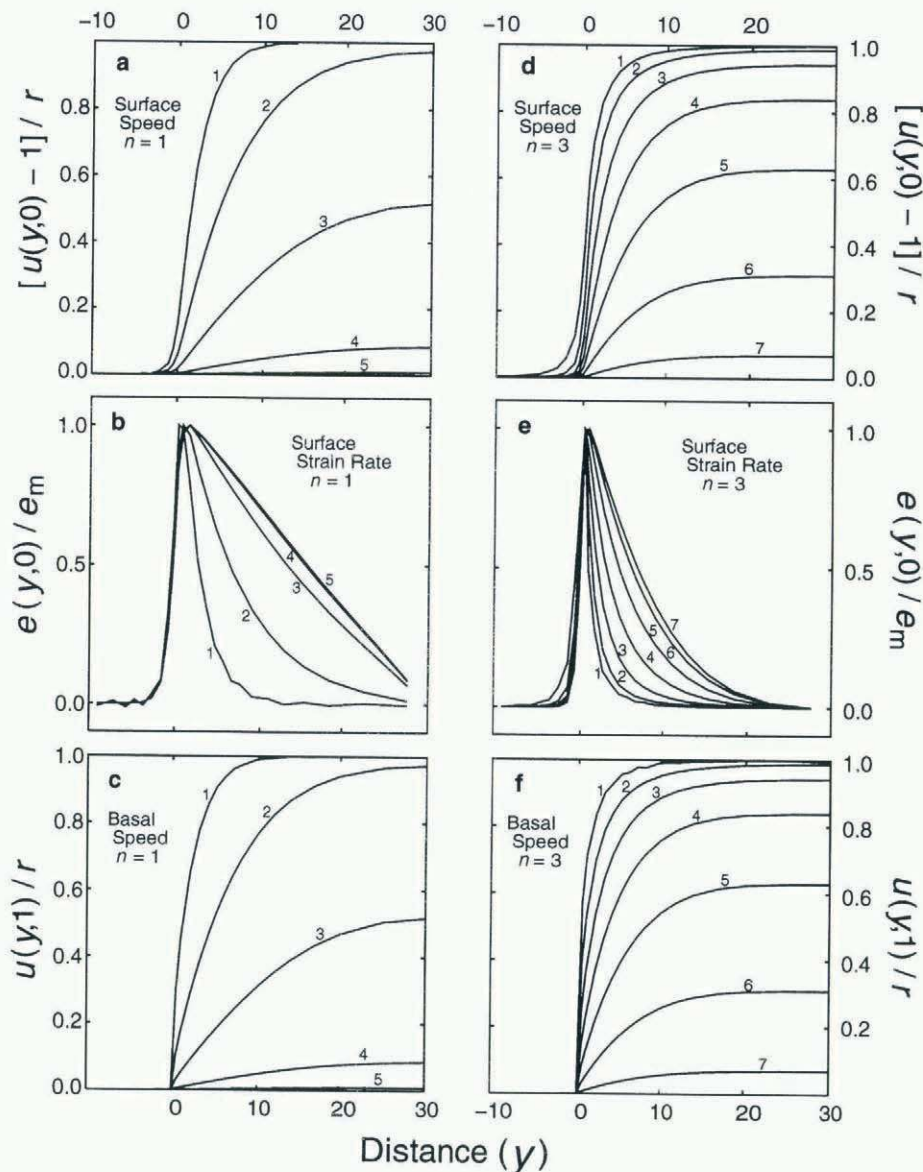 -10 0 10 20 30
-10 0 10 20 30
a
Surface
Speed
n = 1
1
2
3
4
5
0.8
0.6
0.4
0.2
0.0
[u(y,0) – 1] / r
d
Surface
Speed
n = 3
1
2
3
4
5
6
7
1.0
0.8
0.6
0.4
0.2
0.0
[u(y,0) – 1] / r
b
Surface
Strain Rate
n = 1
1
2
3
4
5
1.0
0.5
0.0
e(y,0) / em
e
Surface
Strain Rate
n = 3
1
2
3
4
5
6
7
1.0
0.5
0.0
e(y,0) / em
c
Basal
Speed
n = 1
1
2
3
4
5
1.0
0.8
0.6
0.4
0.2
0.0
u(y,1) / r
f
Basal
Speed
n = 3
1
2
3
4
5
6
7
1.0
0.8
0.6
0.4
0.2
u(y,1) / r
0 10 20 30
-10 0 10 20 30
Distance (y)